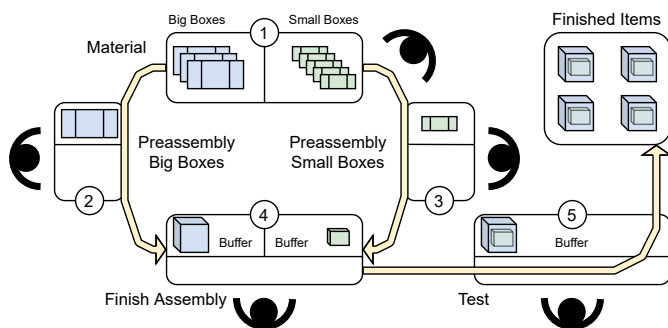 Big Boxes
Small Boxes
Finished Items
Material
1
Preassembly
Big Boxes
Preassembly
Small Boxes
2
3
4
5
Buffer
Buffer
Buffer
Finish Assembly
Test